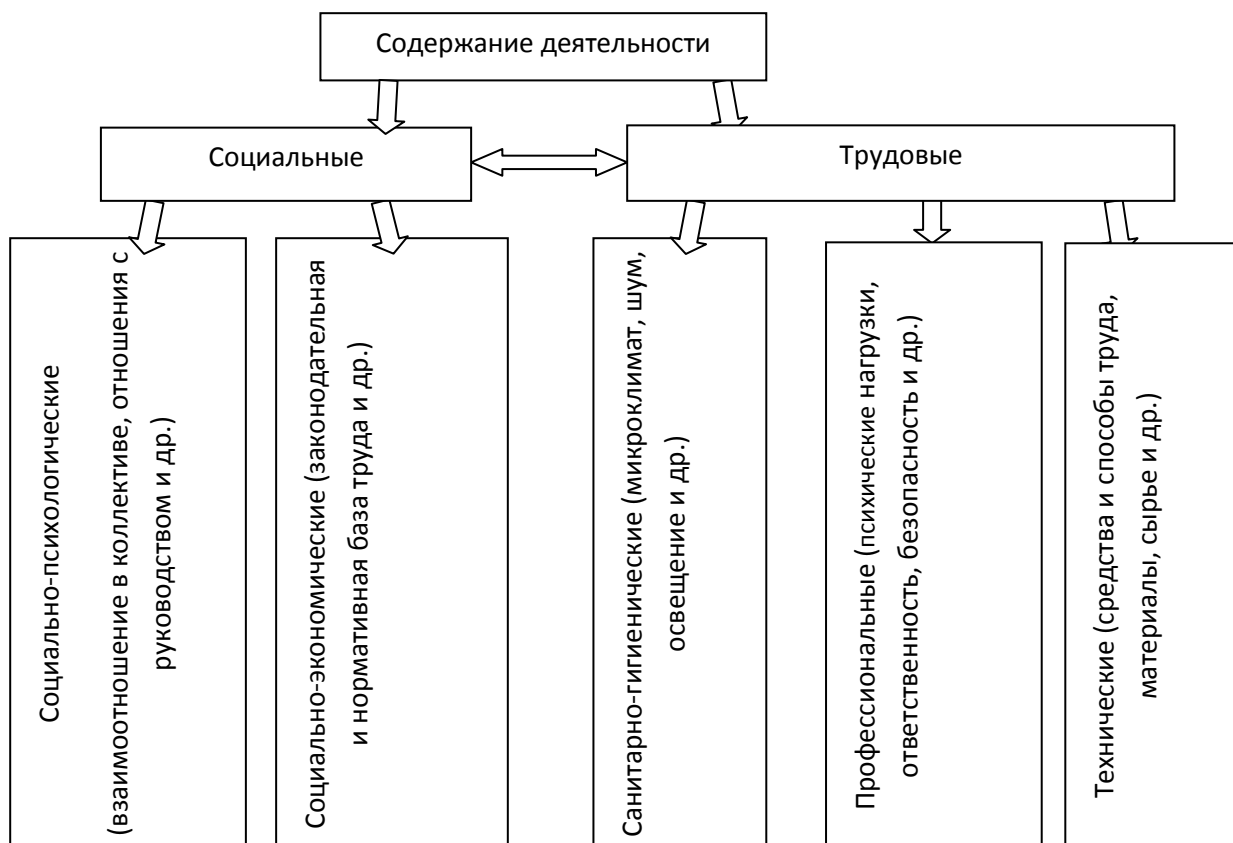 Содержание деятельности
Социальные
Трудовые
Социально-психологические
(взаимоотношение в коллективе, отношения с
руководством и др.)
Социально-экономические (законодательная
и нормативная база труда и др.)
Санитарно-гигиенические (микроклимат, шум,
освещение и др.)
Профессиональные (психические нагрузки,
ответственность, безопасность и др.)
Технические (средства и способы труда,
материалы, сырье и др.)